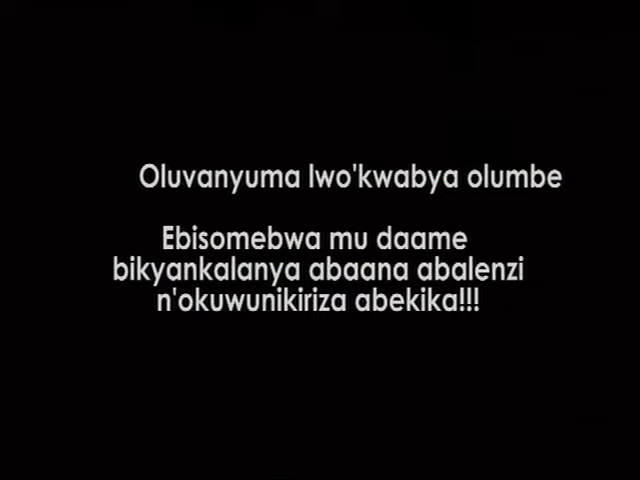 Oluvanyuma lwo'kwabya olumbe
Ebisomebwa mu daame
bikyankalanya abaana abalenzi
n'okuwunikiriza abekika!!!